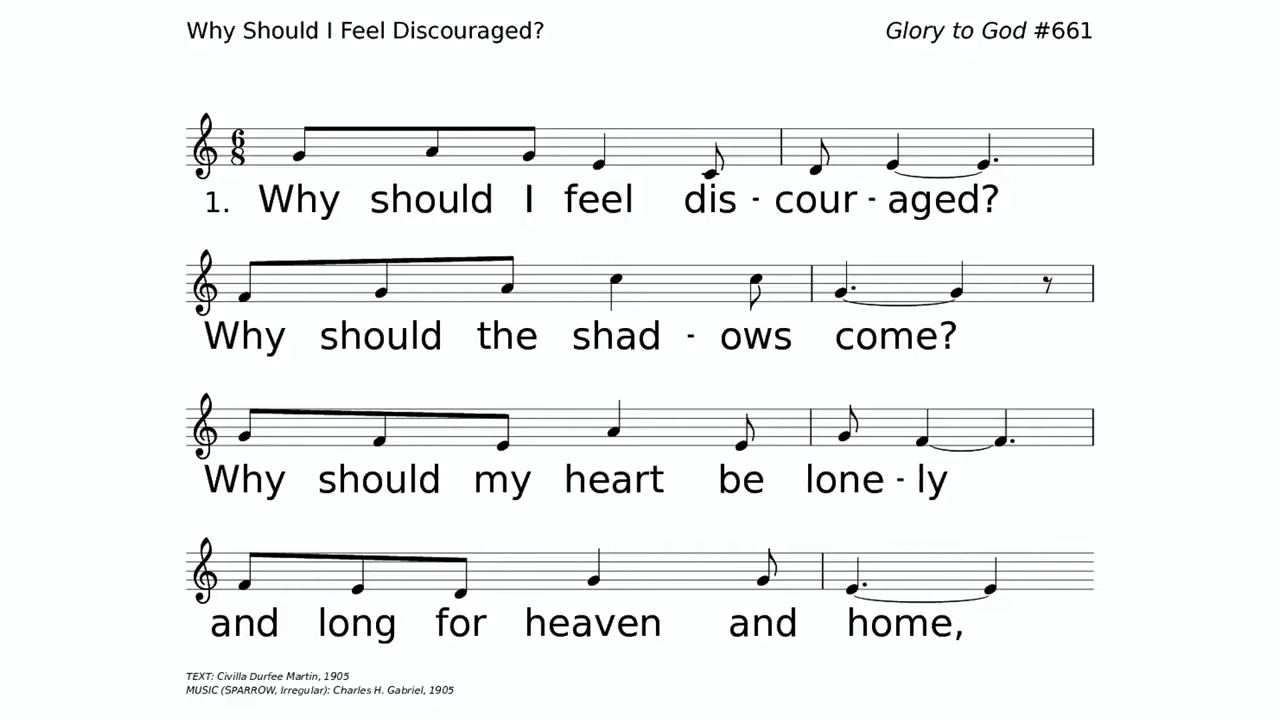 Why Should I Feel Discouraged?
Glory to God #661
1. Why should I feel dis - cour - aged?
Why should the shad - ows come?
Why should my heart be lone - ly
and long for heaven and home,
TEXT: Civilla Durfee Martin, 1905
MUSIC (SPARROW, Irregular): Charles H. Gabriel, 1905